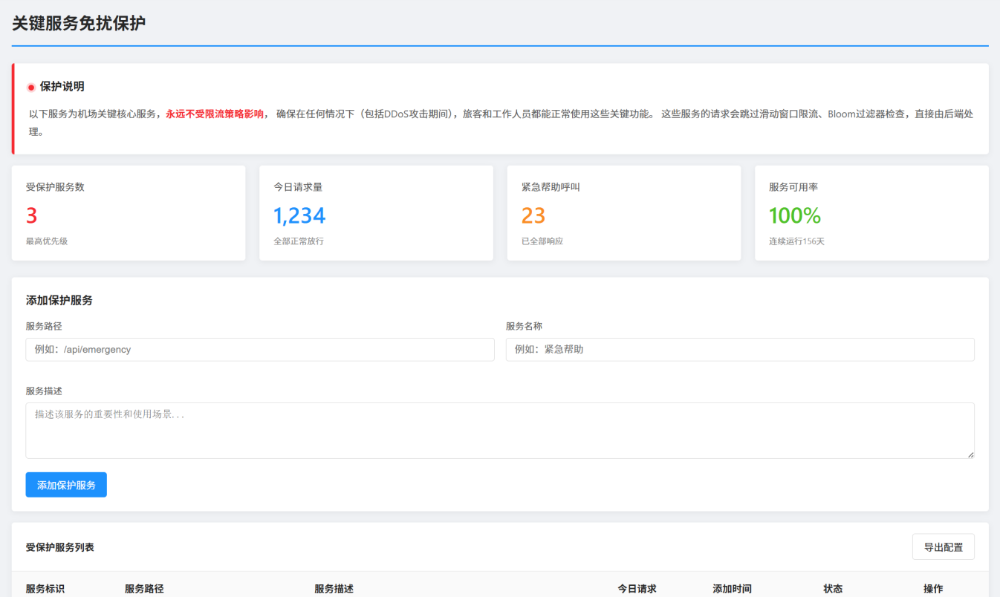 关键服务免扰保护
保护说明
以下服务为机场关键核心服务，永远不受限流策略影响， 确保在任何情况下（包括DDoS攻击期间），旅客和工作人员都能正常使用这些关键功能。 这些服务的请求会跳过滑动窗口限流、Bloom过滤器检查，直接由后端处
理。
受保护服务数
3
最高优先级
今日请求量
1,234
全部正常放行
紧急帮助呼叫
23
已全部响应
服务可用率
100%
连续运行156天
添加保护服务
服务路径
例如：/api/emergency
服务名称
例如：紧急帮助
服务描述
描述该服务的重要性和使用场景...
添加保护服务
受保护服务列表
导出配置
服务标识 服务路径 服务描述 今日请求 添加时间 状态 操作